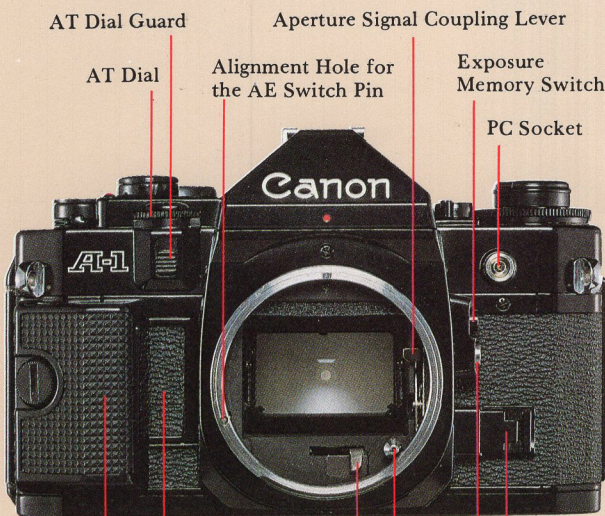 AT Dial Guard
Aperture Signal Coupling Lever
AT Dial
Alignment Hole for
the AE Switch Pin
Exposure
Memory Switch
PC Socket
Canon
A-1